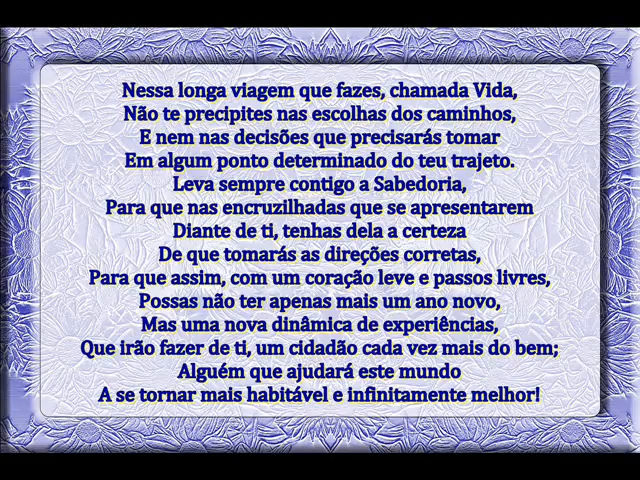 Nessa longa viagem que fazes, chamada Vida,
Não te precipites nas escolhas dos caminhos,
E nem nas decisões que precisarás tomar
Em algum ponto determinado do teu trajeto.
Leva sempre contigo a Sabedoria,
Para que nas encruzilhadas que se apresentarem
Diante de ti, tenhas dela a certeza
De que tomarás as direções corretas,
Para que assim, com um coração leve e passos livres,
Possas não ter apenas mais um ano novo,
Mas uma nova dinâmica de experiências,
Que irão fazer de ti, um cidadão cada vez mais do bem;
Alguém que ajudará este mundo
A se tornar mais habitável e infinitamente melhor!